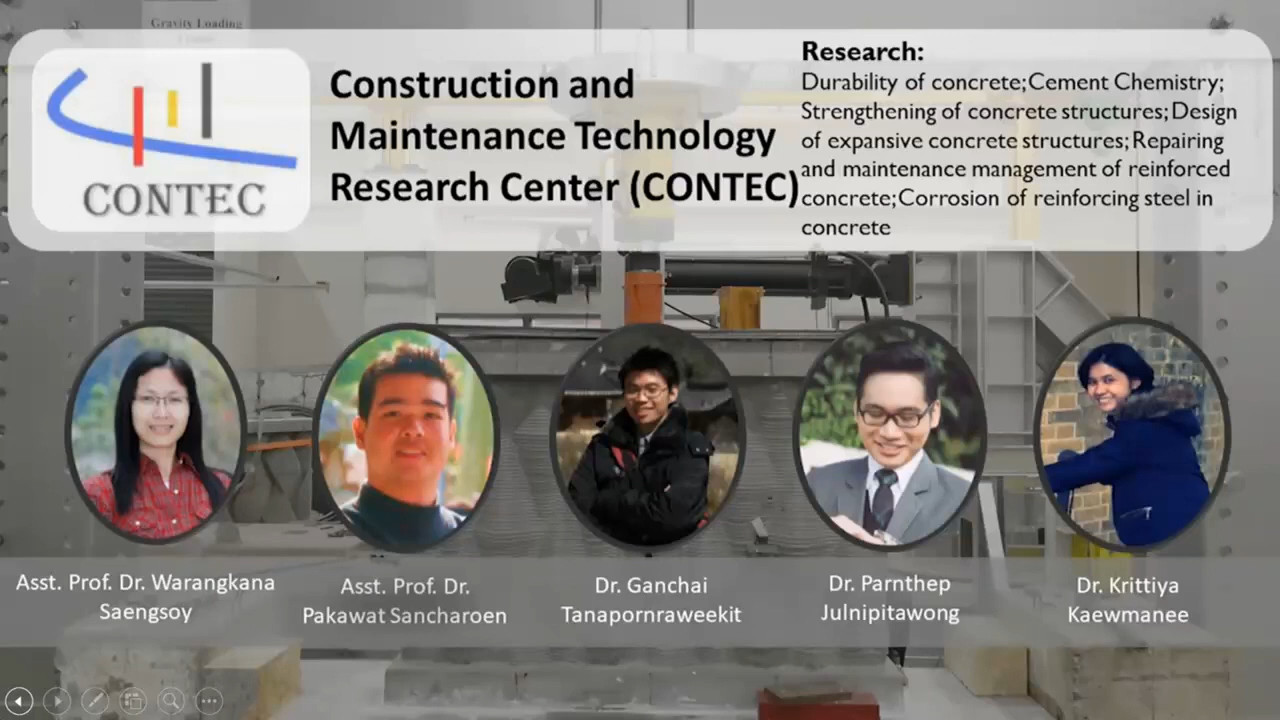 Gravity Loading
CONTEC
Construction and
Maintenance Technology
Research Center (CONTEC)
Research:
Durability of concrete; Cement Chemistry;
Strengthening of concrete structures; Design
of expansive concrete structures; Repairing
and maintenance management of reinforced
concrete; Corrosion of reinforcing steel in
concrete
Asst. Prof. Dr. Warangkana
Saengsoy
Asst. Prof. Dr.
Pakawat Sancharoen
Dr. Ganchai
Tanapornraweekit
Dr. Parnthep
Julnipitawong
Dr. Krittiya
Kaewmanee